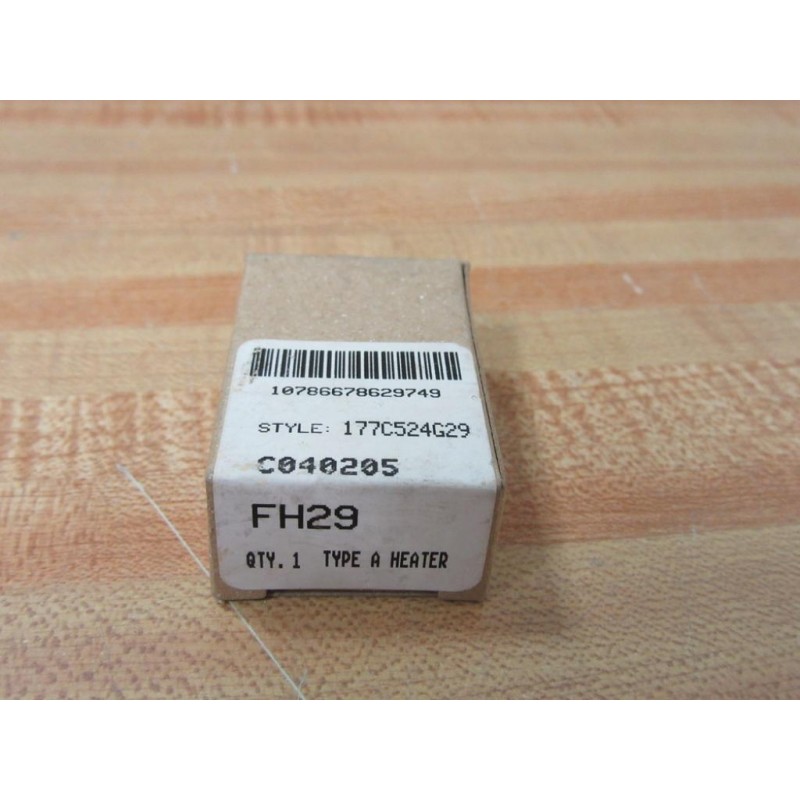 10786678629749
STYLE: 177C524G29
C040205
FH29
QTY. 1 TYPE A HEATER